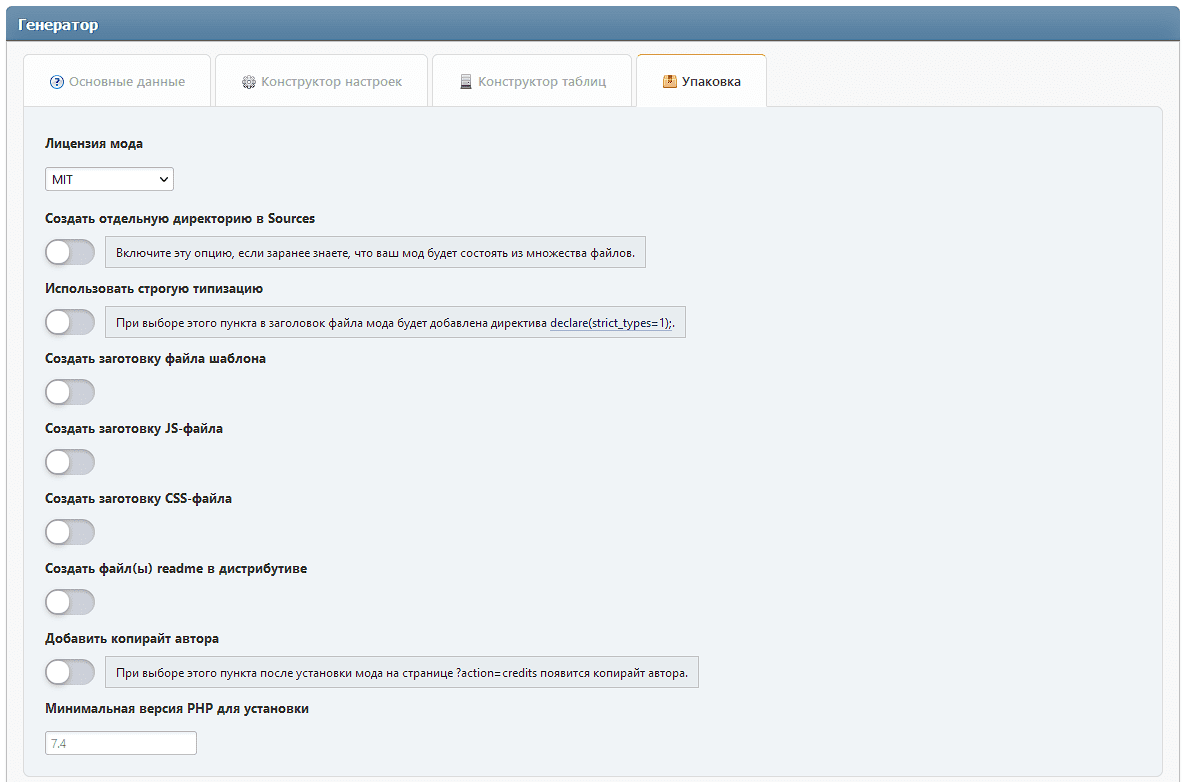 Генератор
Основные данные
Конструктор настроек
Конструктор таблиц
Упаковка
Лицензия мода
MIT
Создать отдельную директорию в Sources
Включите эту опцию, если заранее знаете, что ваш мод будет состоять из множества файлов.
Использовать строгую типизацию
При выборе этого пункта в заголовок файла мода будет добавлена директива declare(strict_types=1);.
Создать заготовку файла шаблона
Создать заготовку JS-файла
Создать заготовку CSS-файла
Создать файл(ы) readme в дистрибутиве
Добавить копирайт автора
При выборе этого пункта после установки мода на странице ?action=credits появится копирайт автора.
Минимальная версия PHP для установки
7.4